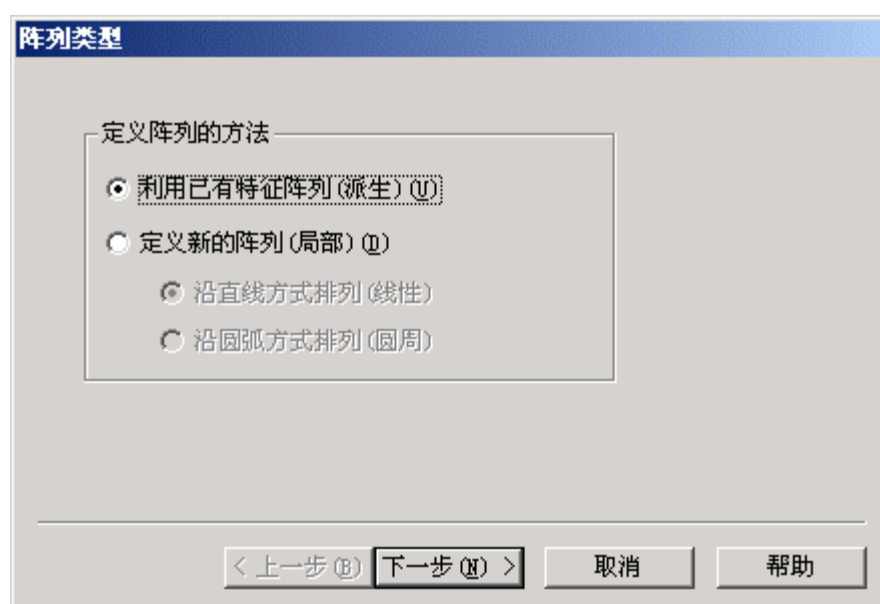 阵列类型
定义阵列的方法
利用已有特征阵列(派生)(U)
定义新的阵列(局部)(D)
沿直线方式排列(线性)
沿圆弧方式排列(圆周)
< 上一步(B) 下一步(N) > 取消 帮助